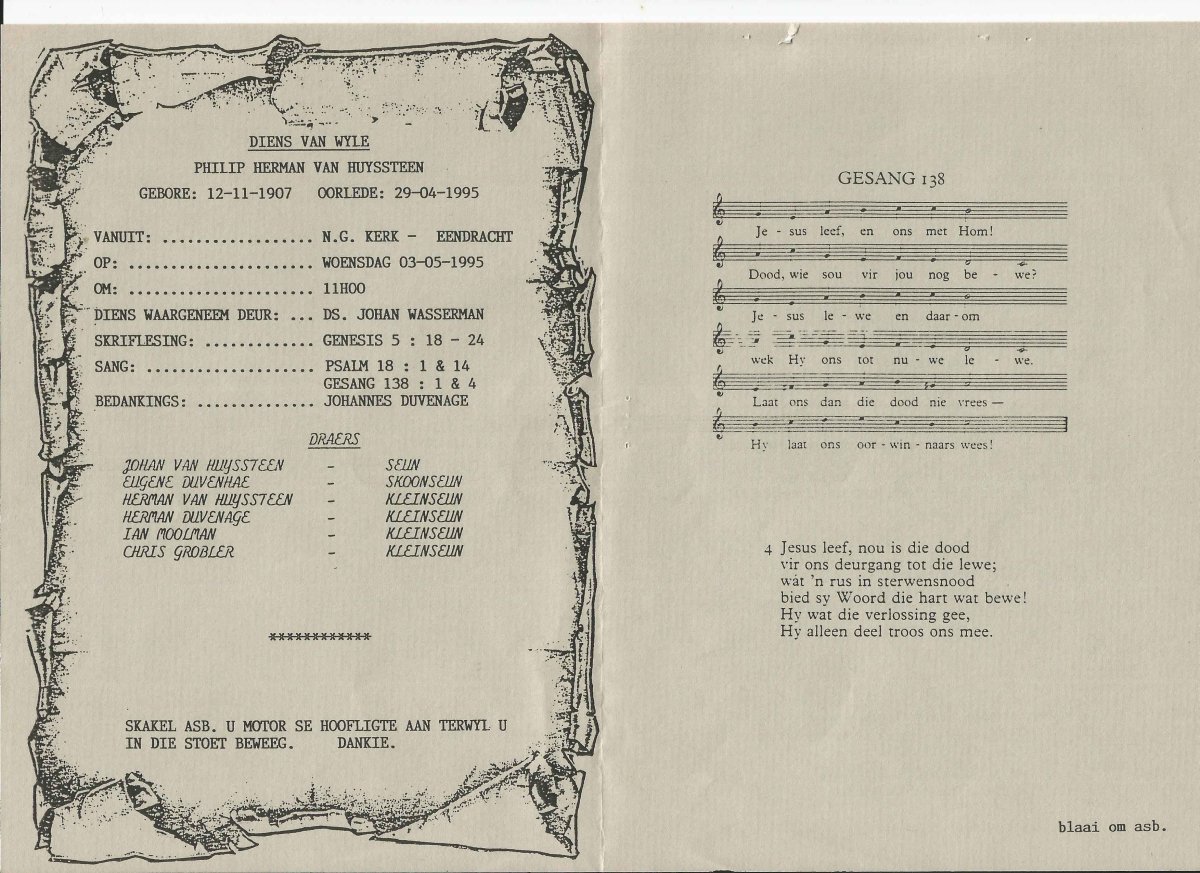 DIENS VAN WYLE
PHILIP HERMAN VAN HUYSSTEEN
GEBORE: 12-11-1907 OORLEDE: 29-04-1995
VANUIT: .................. N.G. KERK - EENDRACHT
OP: ...................... WOENSDAG 03-05-1995
OM: ...................... 11H00
DIENS WAARGENEEM DEUR: ... DS. JOHAN WASSERMAN
SKRIFLESING: ............. GENESIS 5 : 18 - 24
SANG: .................... PSALM 18 : 1 & 14
GESANG 138 : 1 & 4
BEDANKINGS: .............. JOHANNES DUVENAGE
DRAERS
JOHAN VAN HUYSSTEEN - SEUN
EUGENE DUVENHAE - SKOONSEUN
HERMAN VAN HUYSSTEEN - KLEINSEUN
HERMAN DUVENAGE - KLEINSEUN
IAN MOOLMAN - KLEINSEUN
CHRIS GROBLER - KLEINSEUN
************
SKAKEL ASB. U MOTOR SE HOOFLIGTE AAN TERWYL U
IN DIE STOET BEWEEG. DANKIE.
GESANG 138
Je - sus leef, en ons met Hom!
Dood, wie sou vir jou nog be - we?
Je - sus le - we en daar - om
wek Hy ons tot nu - we le - we.
Laat ons dan die dood nie vrees —
Hy laat ons oor - win - naars wees!
4 Jesus leef, nou is die dood
vir ons deurgang tot die lewe;
wát 'n rus in sterwensnood
bied sy Woord die hart wat bewe!
Hy wat die verlossing gee,
Hy alleen deel troos ons mee.
blaai om asb.